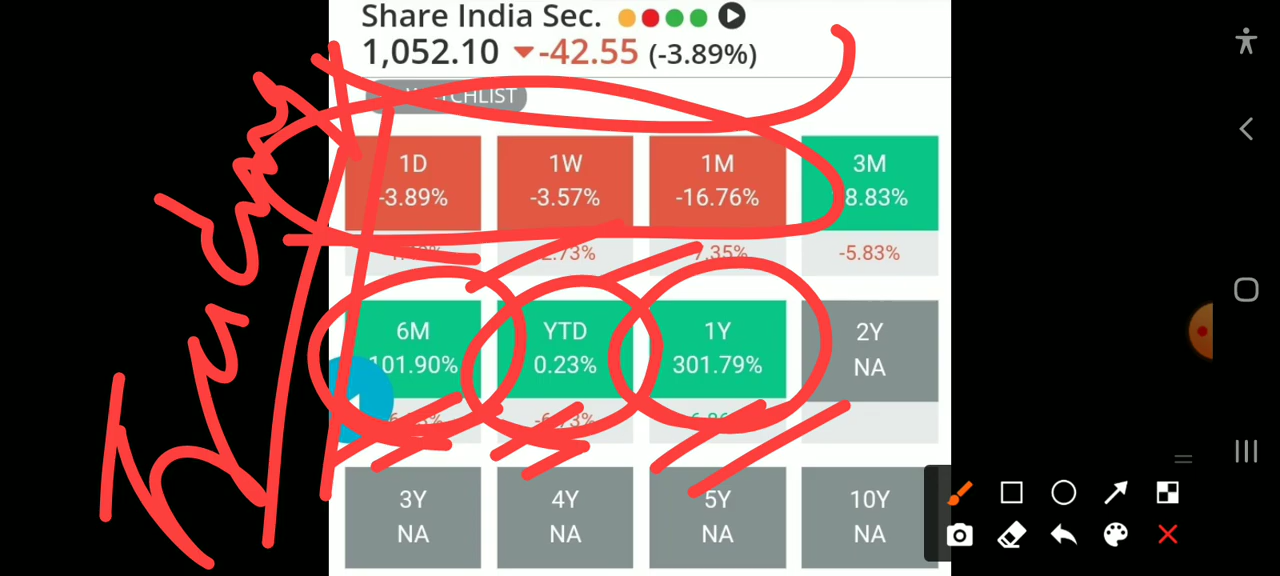 Share India Sec.
1,052.10 -42.55 (-3.89%)
1D 1W 1M 3M
-3.89% -3.57% -16.76% 8.83%
-5.83%
6M YTD 1Y 2Y
101.90% 0.23% 301.79% NA
3Y 4Y 5Y 10Y
NA NA NA NA